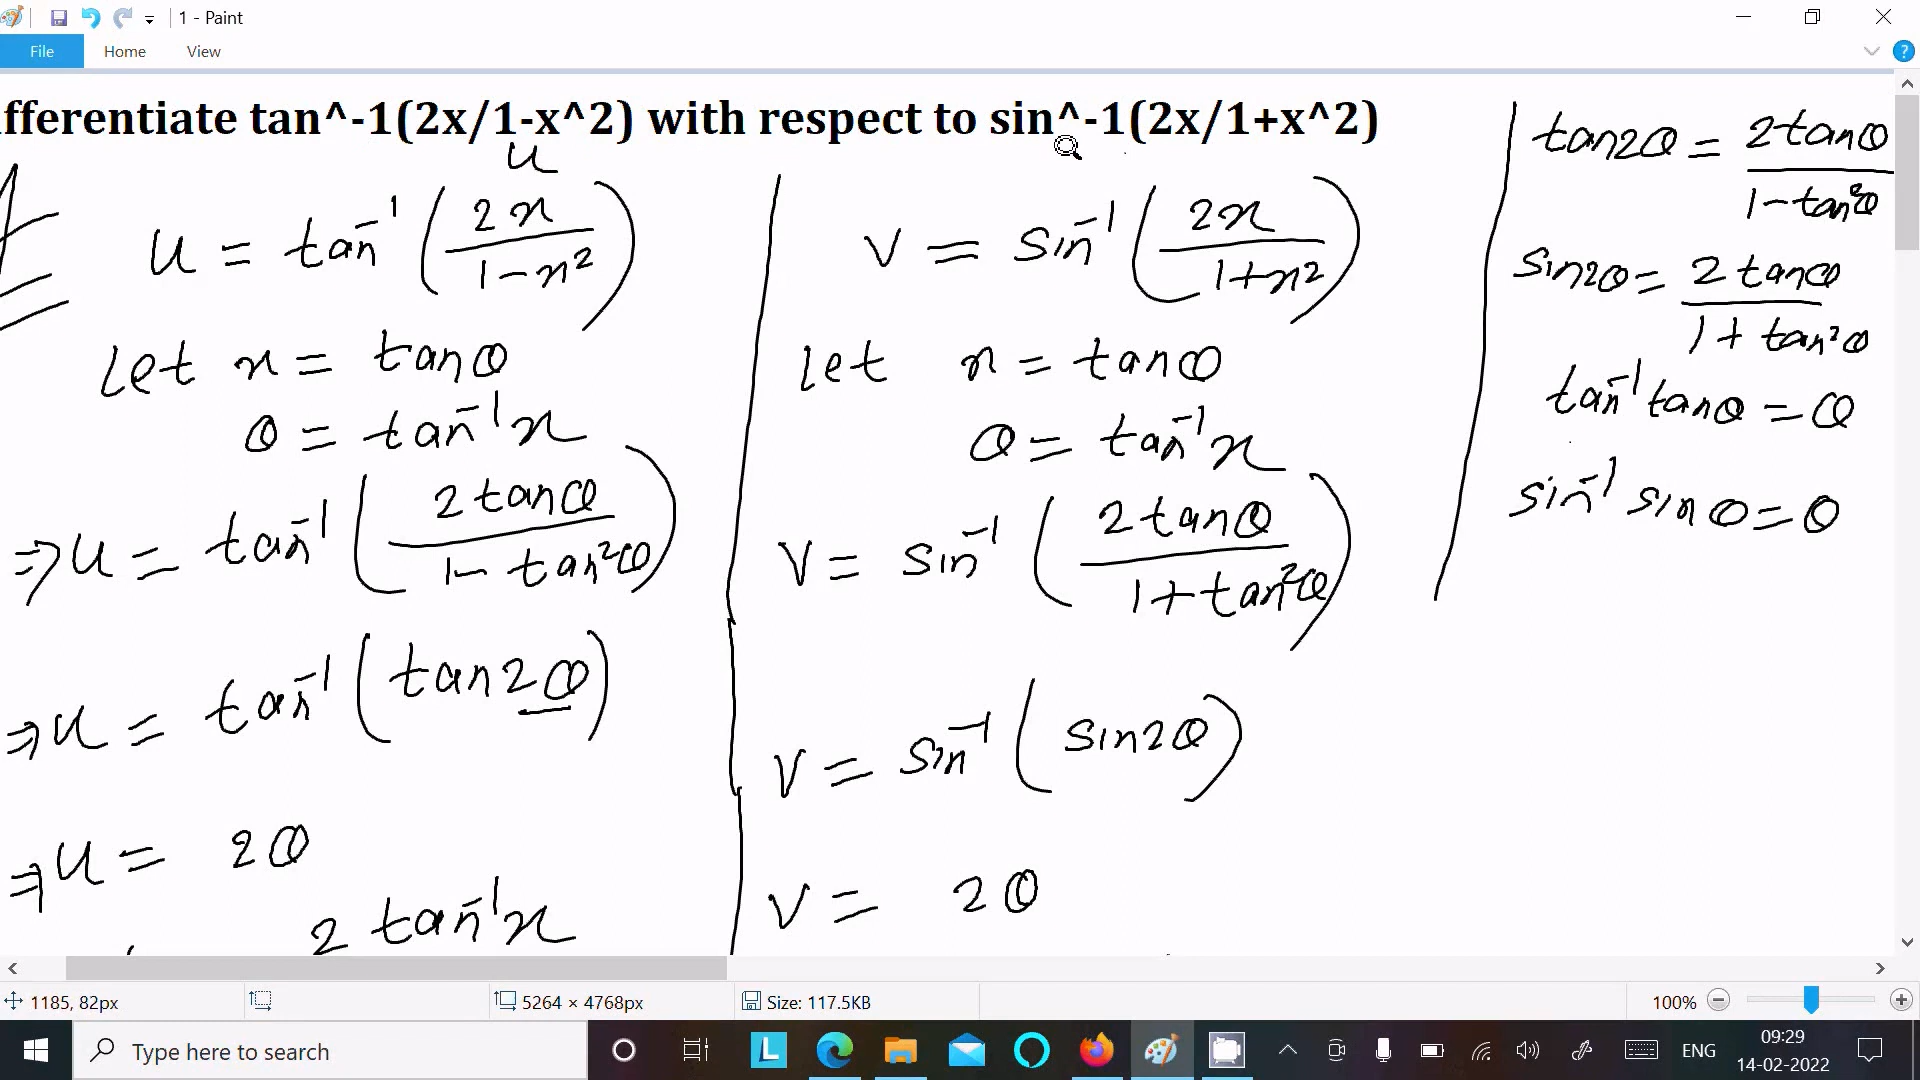 1 - Paint
File Home View
ifferentiate tan^-1(2x/1-x^2) with respect to sin^-1(2x/1+x^2)
u
u = tan⁻¹(2x/1-x²)
Let x = tanθ
θ = tan⁻¹x
⇒ u = tan⁻¹(2tanθ/1-tan²θ)
⇒ u = tan⁻¹(tan2θ)
⇒ u = 2θ
2 tan⁻¹x
v = sin⁻¹(2x/1+x²)
let x = tanθ
θ = tan⁻¹x
v = sin⁻¹(2tanθ/1+tan²θ)
v = sin⁻¹(sin2θ)
v = 2θ
tan2θ = 2tanθ/1-tan²θ
sin2θ = 2tanθ/1+tan²θ
tan⁻¹tanθ = θ
sin⁻¹sinθ = θ
1185, 82px 5264 × 4768px Size: 117.5KB 100%
Type here to search L ENG 09:29
14-02-2022